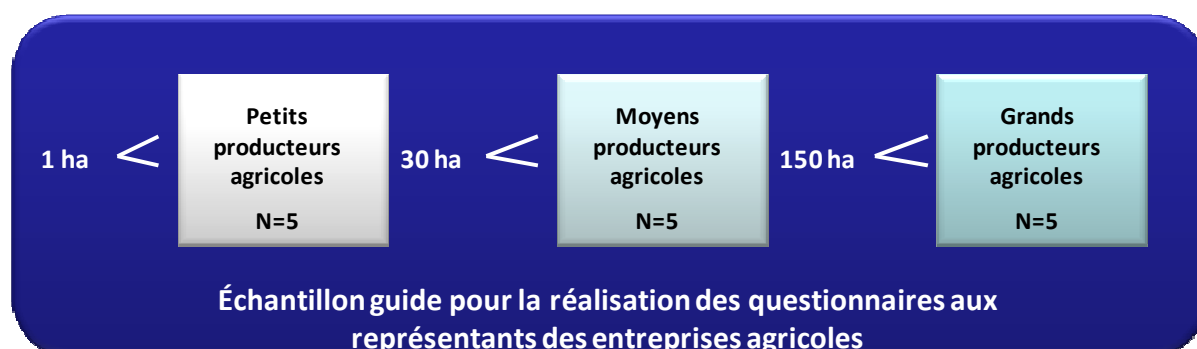 1 ha <
Petits
producteurs
agricoles
N=5
30 ha <
Moyens
producteurs
agricoles
N=5
150 ha <
Grands
producteurs
agricoles
N=5
Échantillon guide pour la réalisation des questionnaires aux
représentants des entreprises agricoles